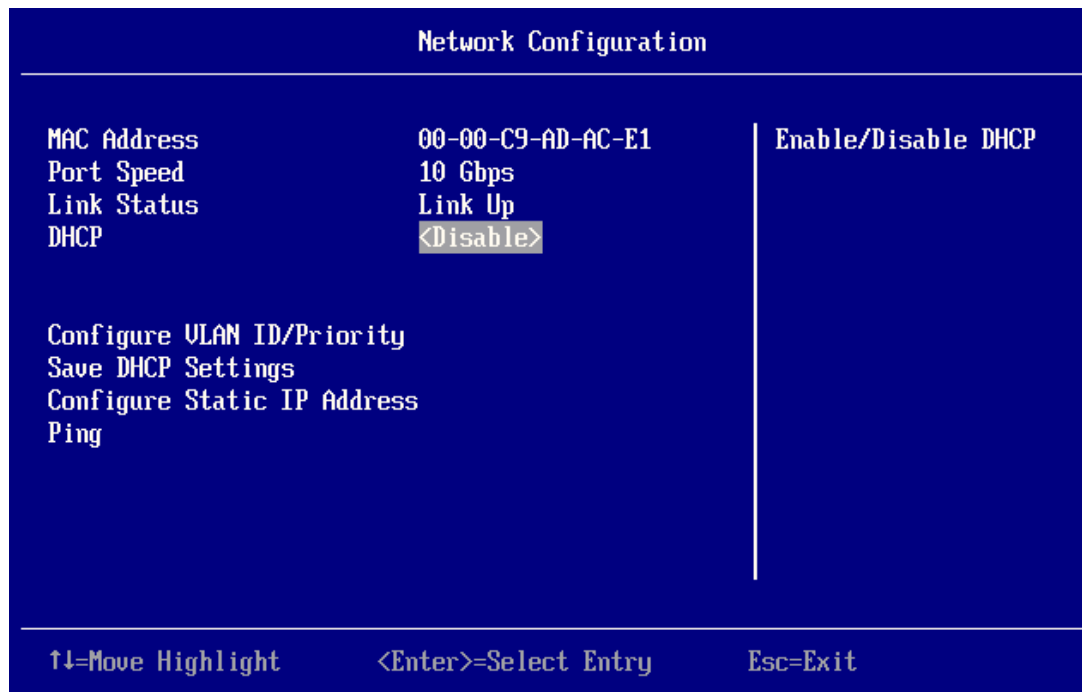 Network Configuration
MAC Address 00-00-C9-AD-AC-E1
Enable/Disable DHCP
Port Speed 10 Gbps
Link Status Link Up
DHCP <Disable>
Configure VLAN ID/Priority
Save DHCP Settings
Configure Static IP Address
Ping
↑↓=Move Highlight <Enter>=Select Entry Esc=Exit